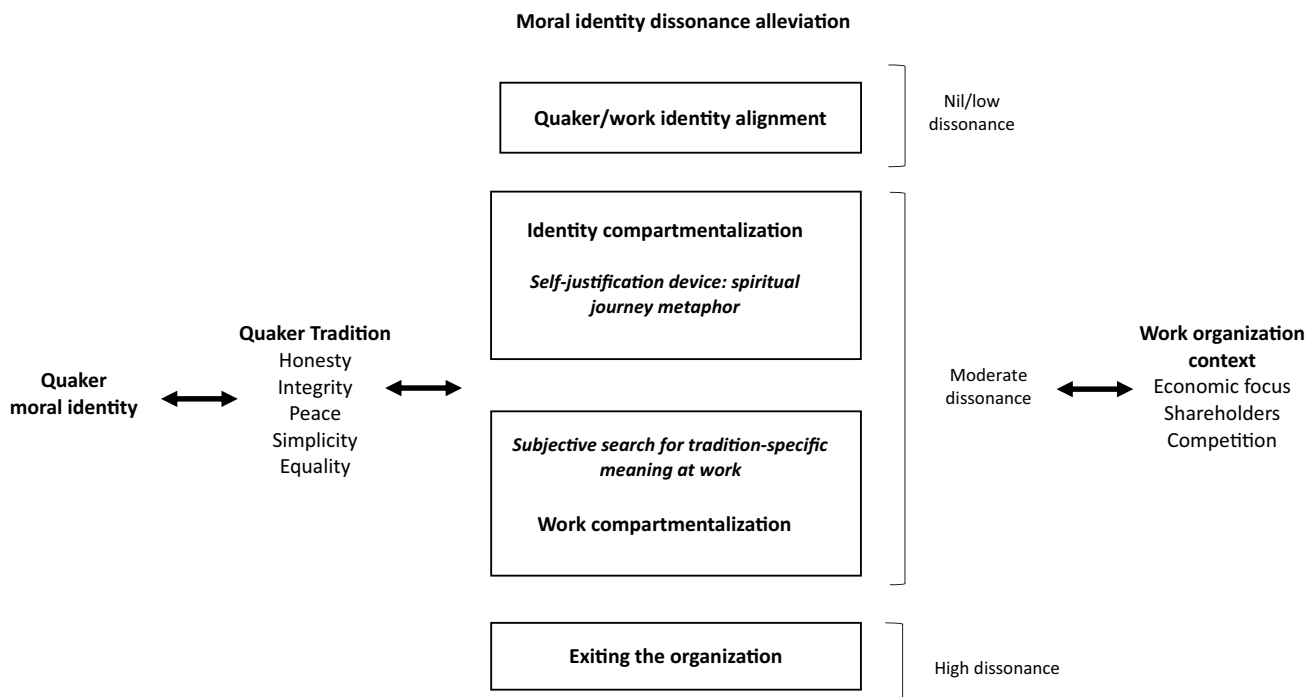 Moral identity dissonance alleviation
Quaker/work identity alignment
Nil/low
dissonance
Identity compartmentalization
Self-justification device: spiritual
journey metaphor
Quaker
moral identity
Quaker Tradition
Honesty
Integrity
Peace
Simplicity
Equality
Subjective search for tradition-specific
meaning at work
Work compartmentalization
Moderate
dissonance
Work organization
context
Economic focus
Shareholders
Competition
Exiting the organization
High dissonance